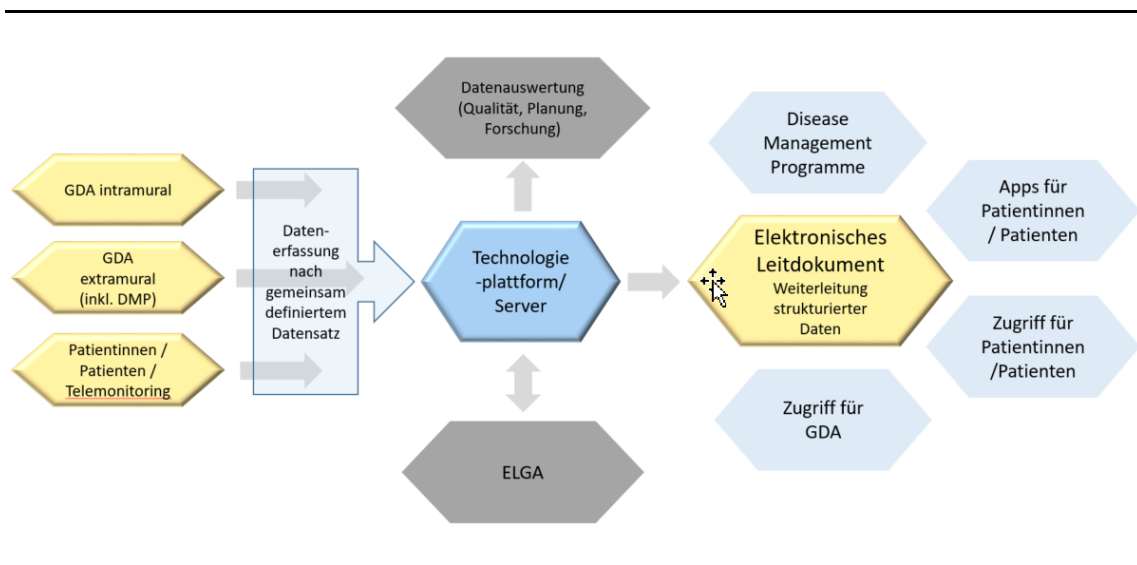 GDA intramural
GDA
extramural
(inkl. DMP)
Patientinnen /
Patienten /
Telemonitoring
Daten-
erfassung
nach
gemeinsam
definiertem
Datensatz
Datenauswertung
(Qualität, Planung,
Forschung)
Technologie
-plattform/
Server
ELGA
Elektronisches
Leitdokument
Weiterleitung
strukturierter
Daten
Disease
Management
Programme
Apps für
Patientinnen
/ Patienten
Zugriff für
Patientinnen
/Patienten
Zugriff für
GDA